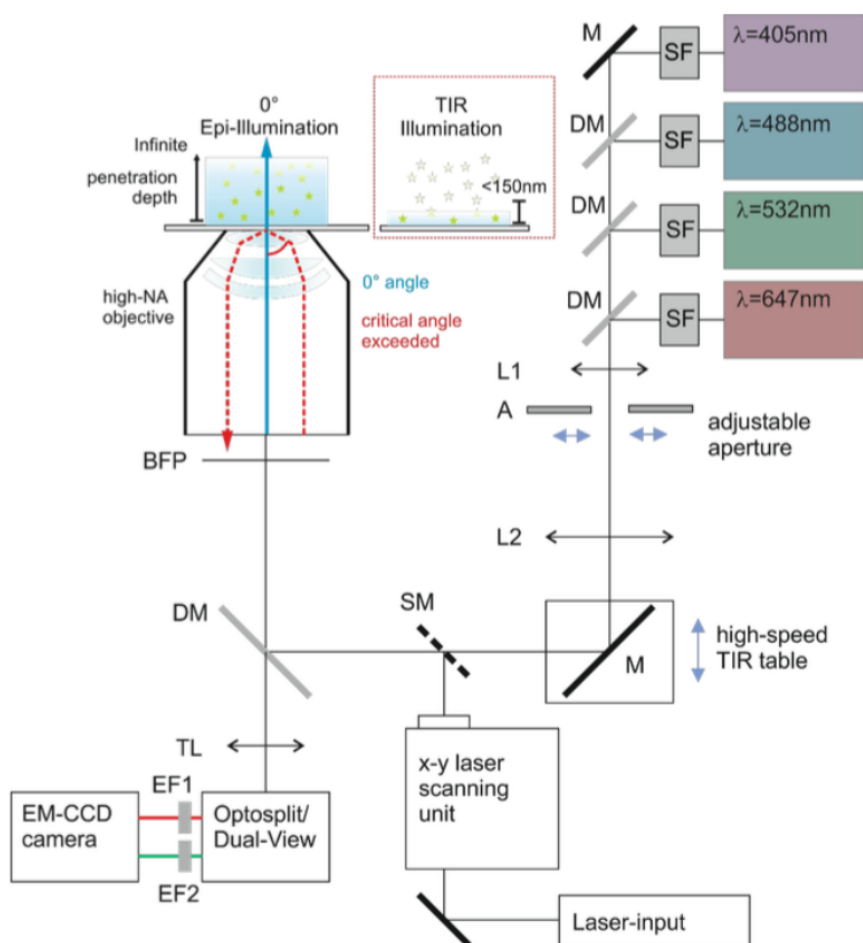 M
SF
λ=405nm
0°
Epi-Illumination
TIR
Illumination
DM
SF
λ=488nm
Infinite
penetration
depth
<150nm
DM
SF
λ=532nm
high-NA
objective
0° angle
critical angle
exceeded
DM
SF
λ=647nm
L1
A
adjustable
aperture
BFP
L2
DM
SM
M
high-speed
TIR table
TL
x-y laser
scanning
unit
EF1
EM-CCD
camera
Optosplit/
Dual-View
EF2
Laser-input